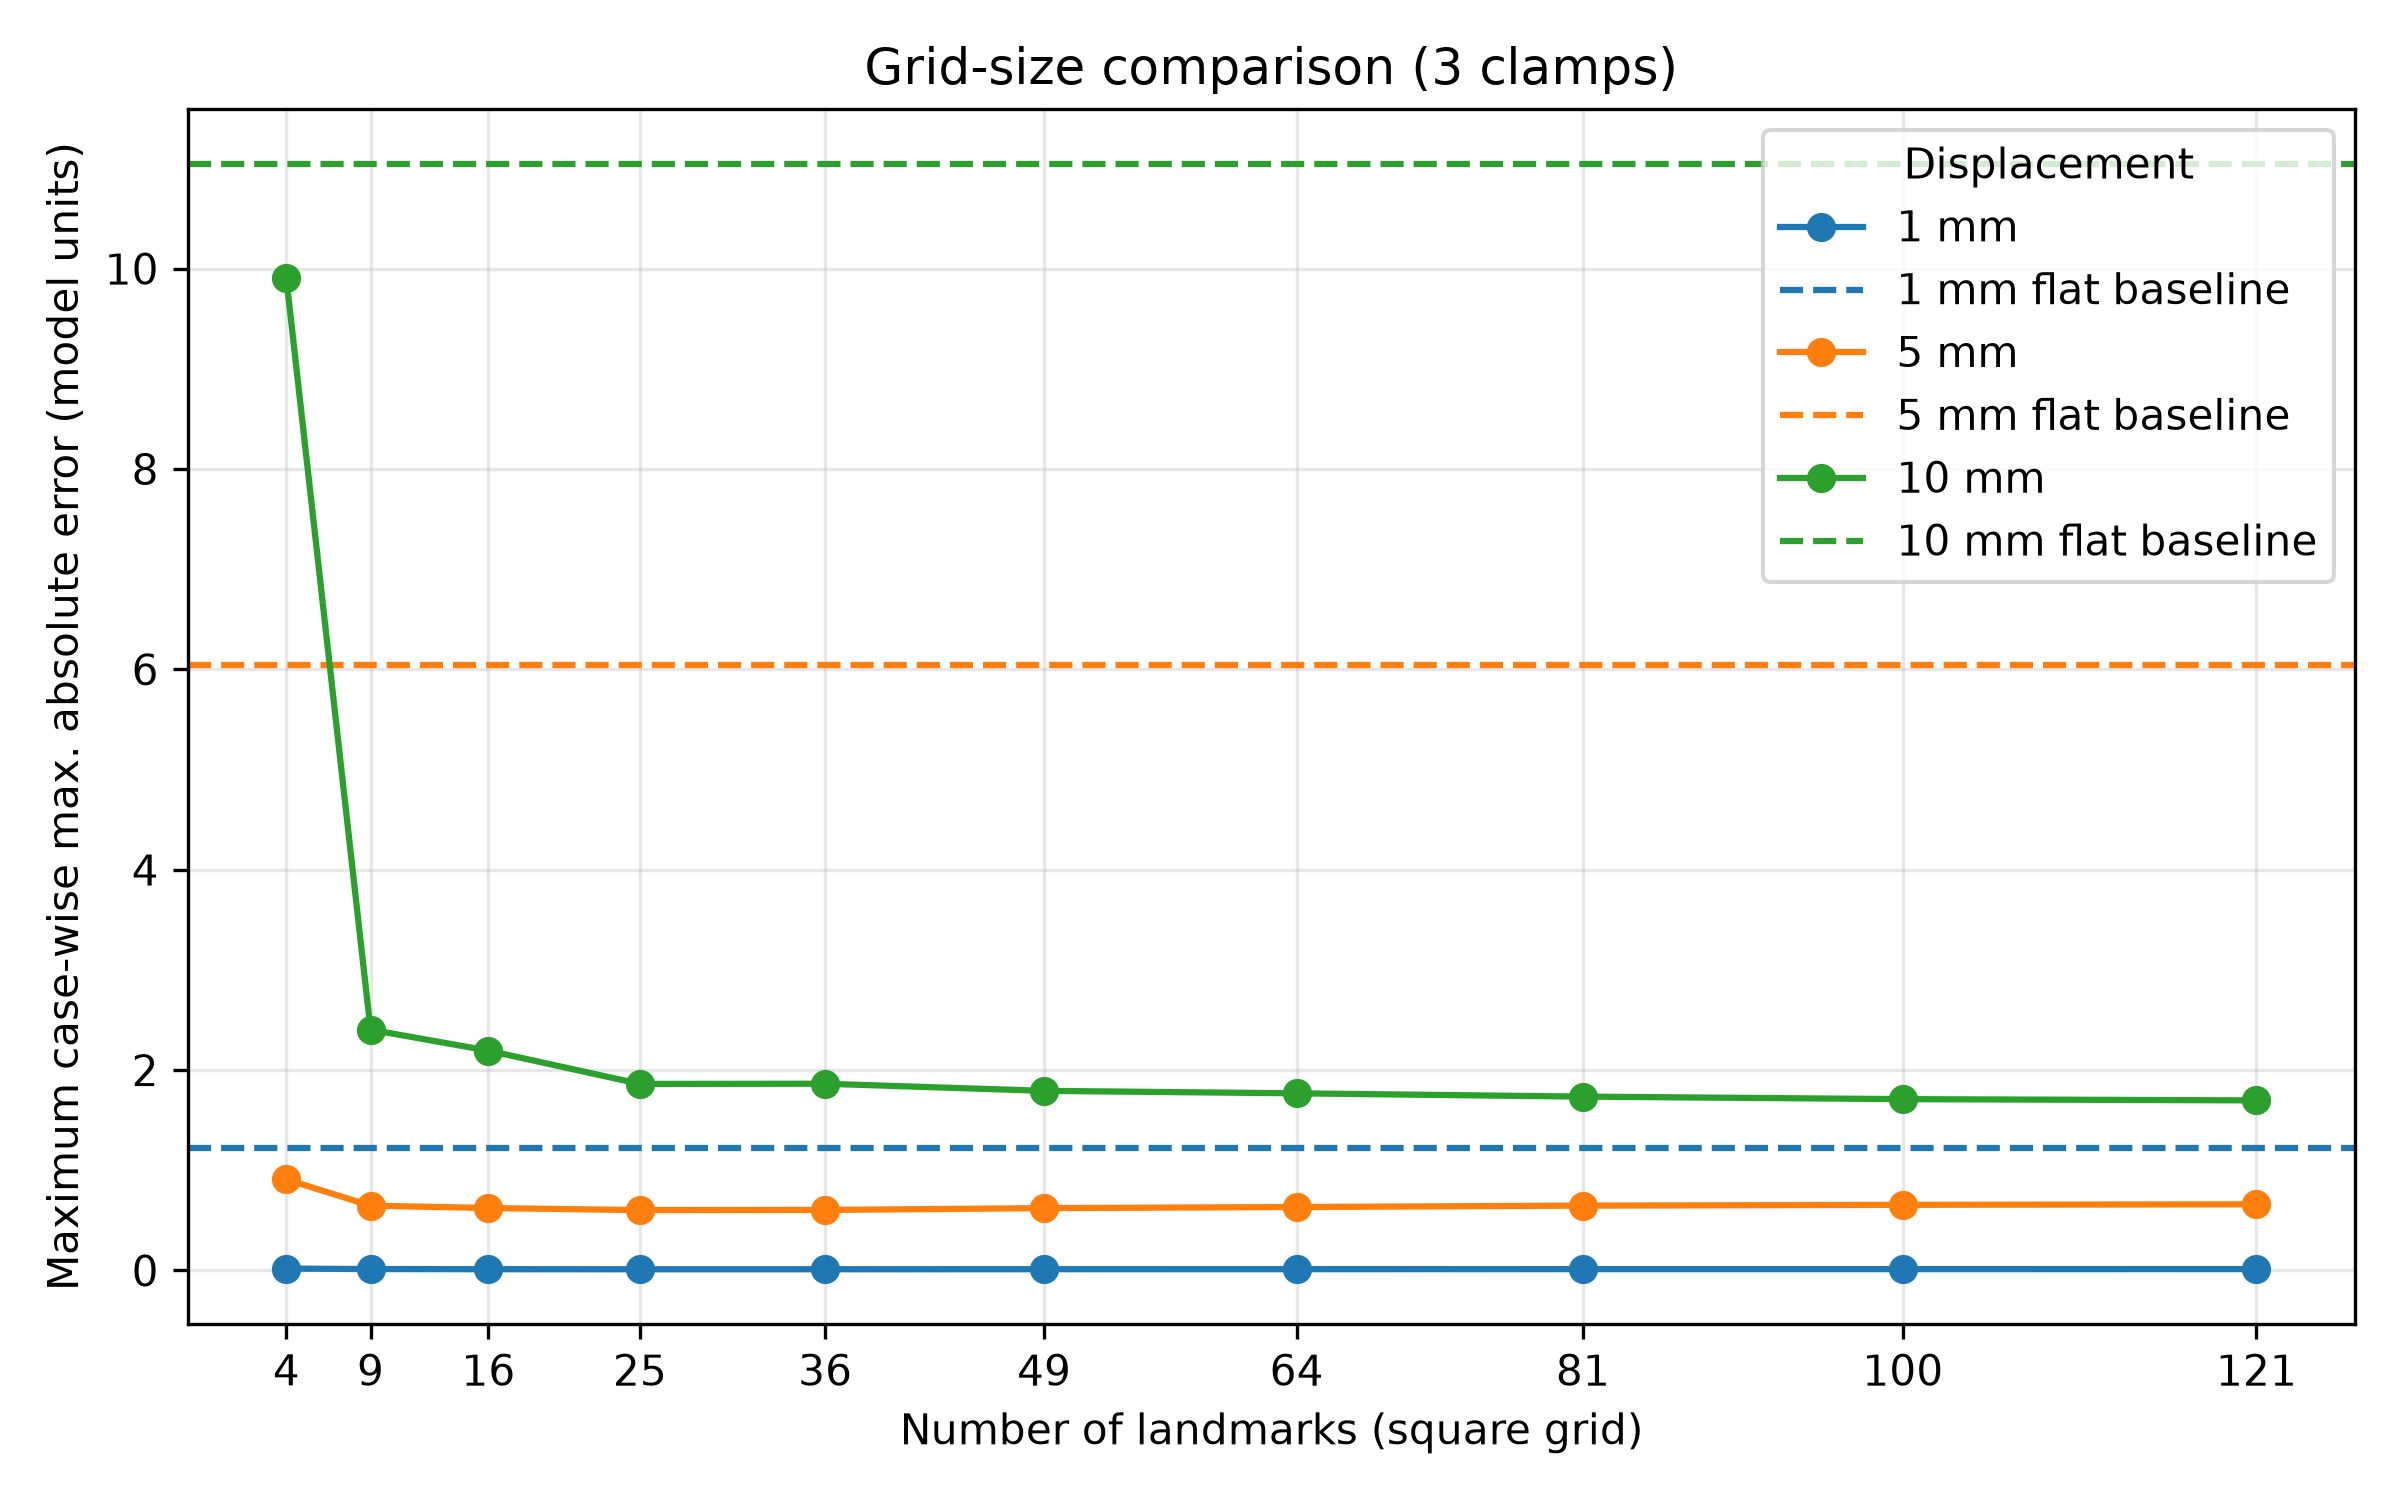 Grid-size comparison (3 clamps)
Maximum case-wise max. absolute error (model units)
10
8
6
4
2
0
Displacement
1 mm
1 mm flat baseline
5 mm
5 mm flat baseline
10 mm
10 mm flat baseline
4 9 16 25 36 49 64 81 100 121
Number of landmarks (square grid)